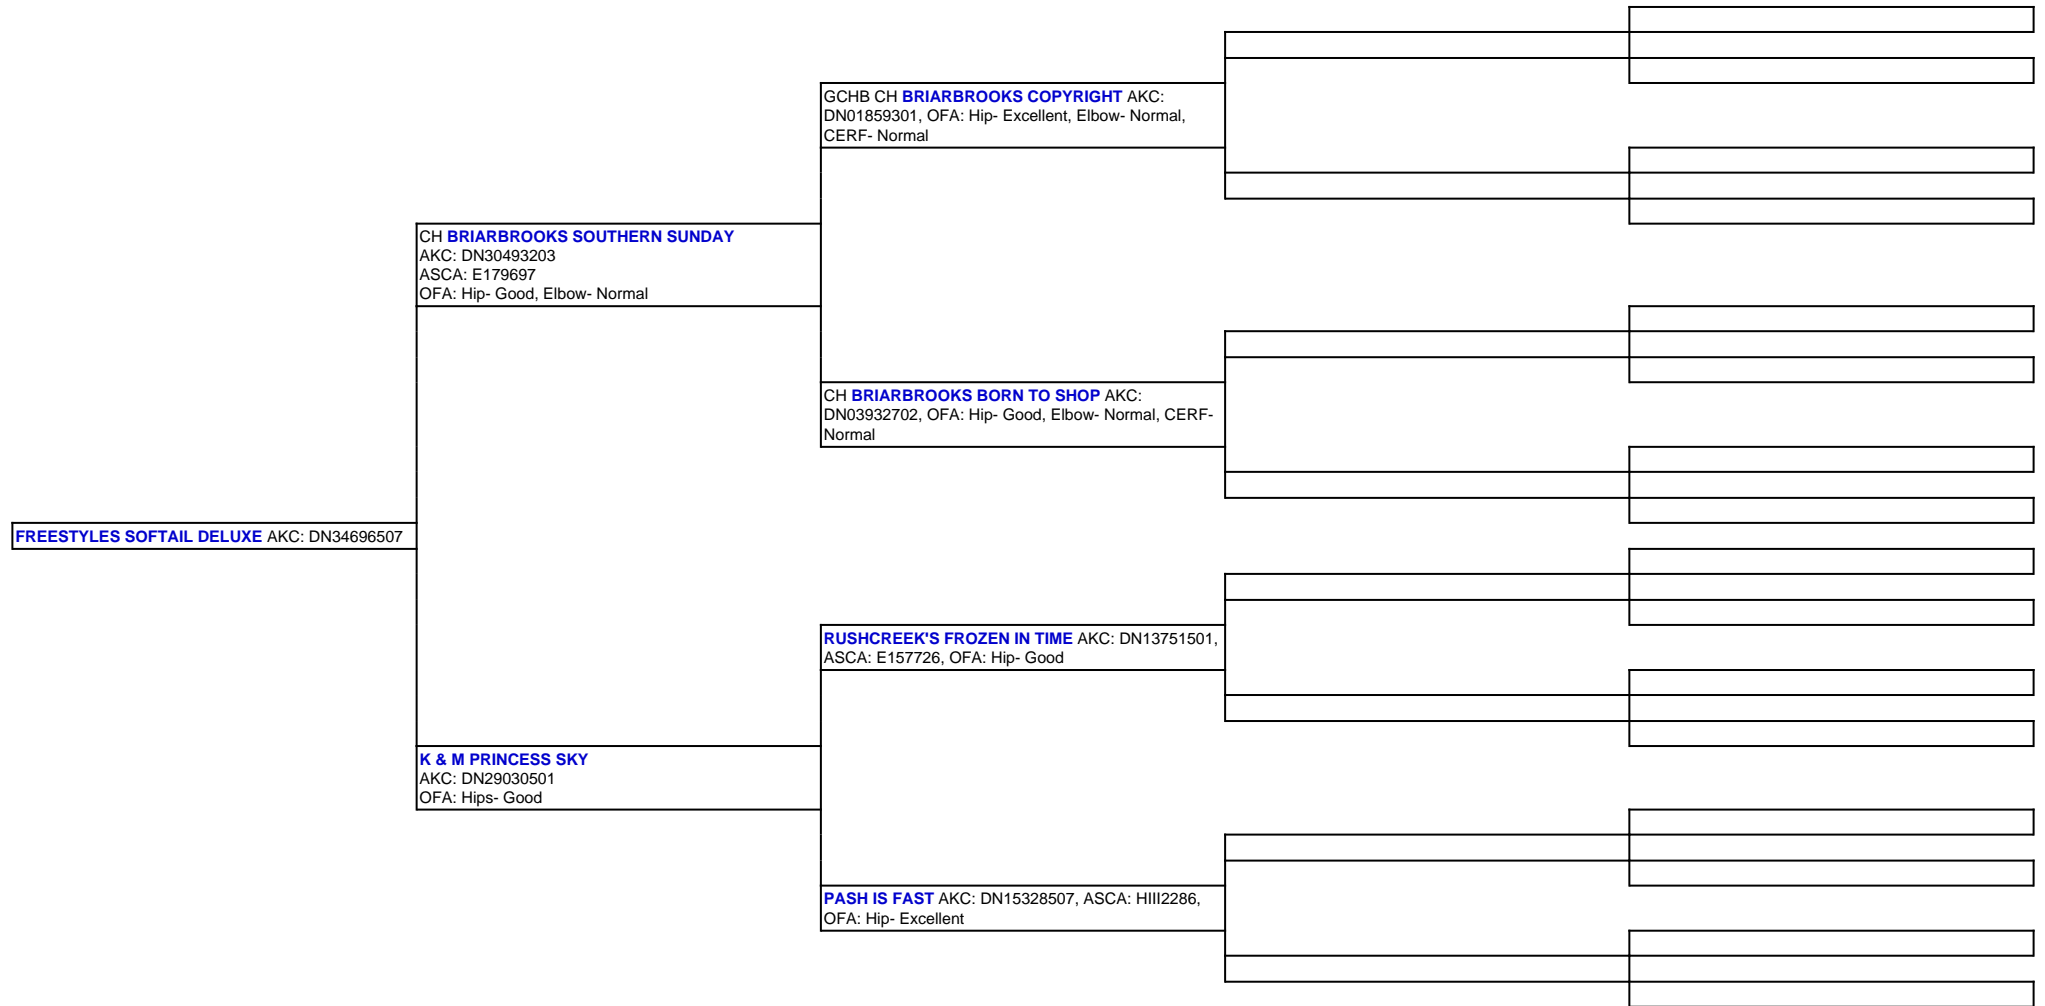 GCHB CH BRIARBROOKS COPYRIGHT AKC:
DN01859301, OFA: Hip- Excellent, Elbow- Normal,
CERF- Normal
CH BRIARBROOKS SOUTHERN SUNDAY
AKC: DN30493203
ASCA: E179697
OFA: Hip- Good, Elbow- Normal
CH BRIARBROOKS BORN TO SHOP AKC:
DN03932702, OFA: Hip- Good, Elbow- Normal, CERF-
Normal
FREESTYLES SOFTAIL DELUXE AKC: DN34696507
RUSHCREEK'S FROZEN IN TIME AKC: DN13751501,
ASCA: E157726, OFA: Hip- Good
K & M PRINCESS SKY
AKC: DN29030501
OFA: Hips- Good
PASH IS FAST AKC: DN15328507, ASCA: HIII2286,
OFA: Hip- Excellent